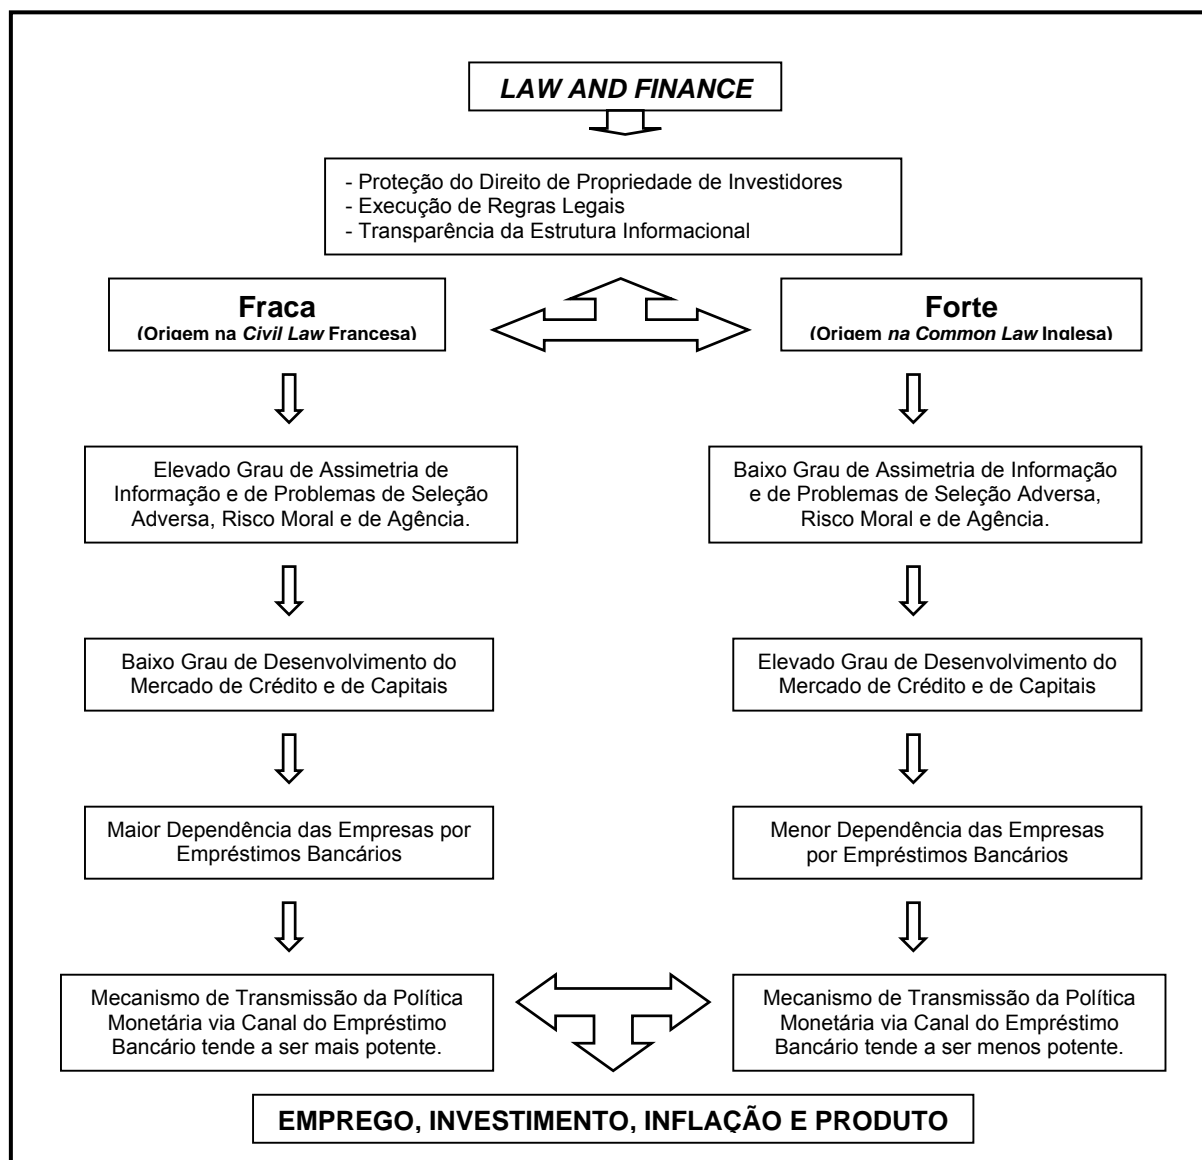 LAW AND FINANCE
- Proteção do Direito de Propriedade de Investidores
- Execução de Regras Legais
- Transparência da Estrutura Informacional
Fraca
(Origem na Civil Law Francesa)
Forte
(Origem na Common Law Inglesa)
Elevado Grau de Assimetria de
Informação e de Problemas de Seleção
Adversa, Risco Moral e de Agência.
Baixo Grau de Assimetria de Informação
e de Problemas de Seleção Adversa,
Risco Moral e de Agência.
Baixo Grau de Desenvolvimento do
Mercado de Crédito e de Capitais
Elevado Grau de Desenvolvimento do
Mercado de Crédito e de Capitais
Maior Dependência das Empresas por
Empréstimos Bancários
Menor Dependência das Empresas
por Empréstimos Bancários
Mecanismo de Transmissão da Política
Monetária via Canal do Empréstimo
Bancário tende a ser mais potente.
Mecanismo de Transmissão da Política
Monetária via Canal do Empréstimo
Bancário tende a ser menos potente.
EMPREGO, INVESTIMENTO, INFLAÇÃO E PRODUTO